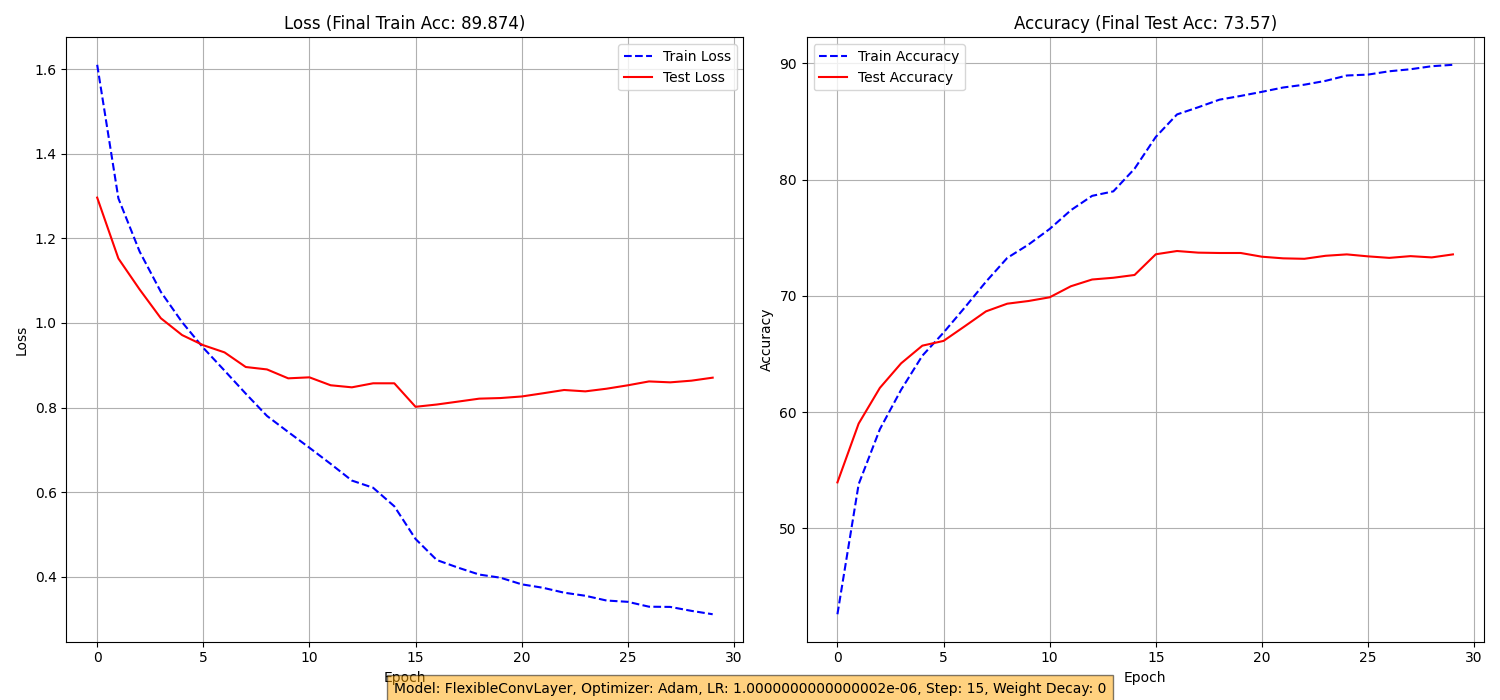 Loss (Final Train Acc: 89.874)
Train Loss
Test Loss
1.6
1.4
1.2
1.0
0.8
0.6
0.4
Loss
0 5 10 15 20 25 30
Epoch
Accuracy (Final Test Acc: 73.57)
Train Accuracy
Test Accuracy
90
80
70
60
50
Accuracy
0 5 10 15 20 25 30
Epoch
Model: FlexibleConvLayer, Optimizer: Adam, LR: 1.0000000000000002e-06, Step: 15, Weight Decay: 0